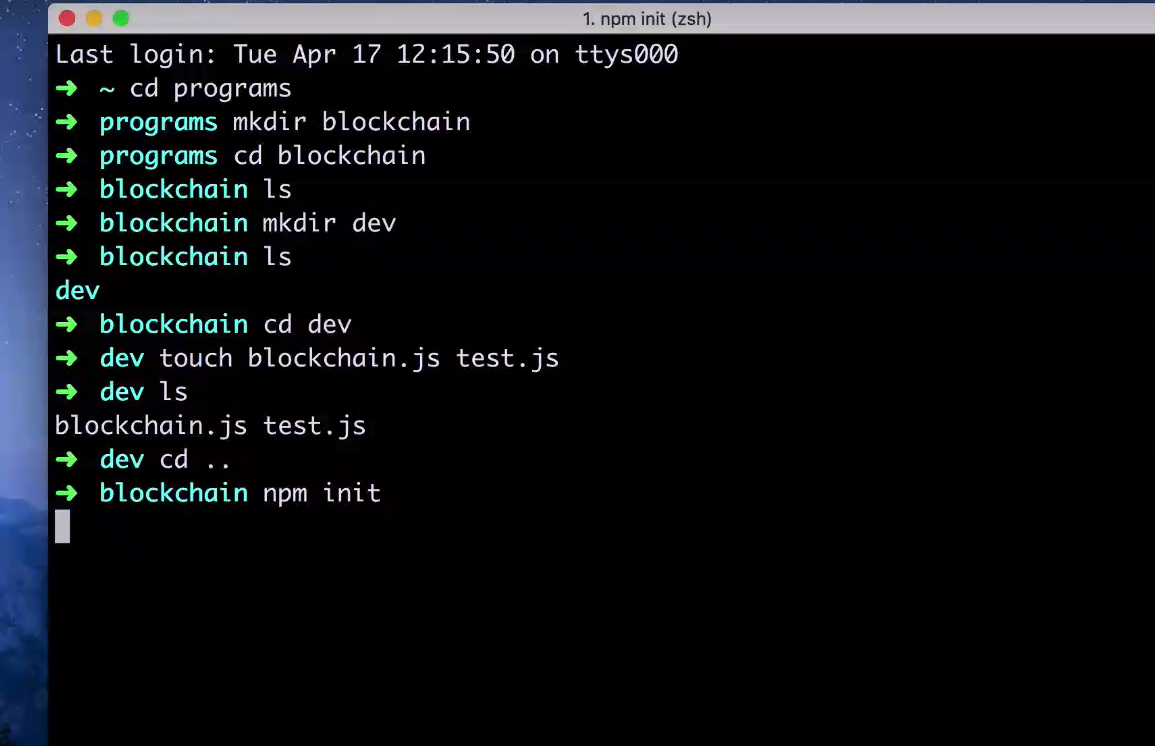 1. npm init (zsh)
Last login: Tue Apr 17 12:15:50 on ttys000
➜ ~ cd programs
➜ programs mkdir blockchain
➜ programs cd blockchain
➜ blockchain ls
➜ blockchain mkdir dev
➜ blockchain ls
dev
➜ blockchain cd dev
➜ dev touch blockchain.js test.js
➜ dev ls
blockchain.js test.js
➜ dev cd ..
➜ blockchain npm init